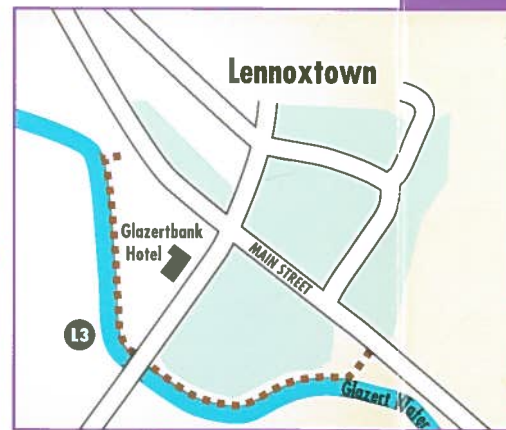 Lennoxtown
Glazertbank
Hotel
MAIN STREET
L3
Glazert Water